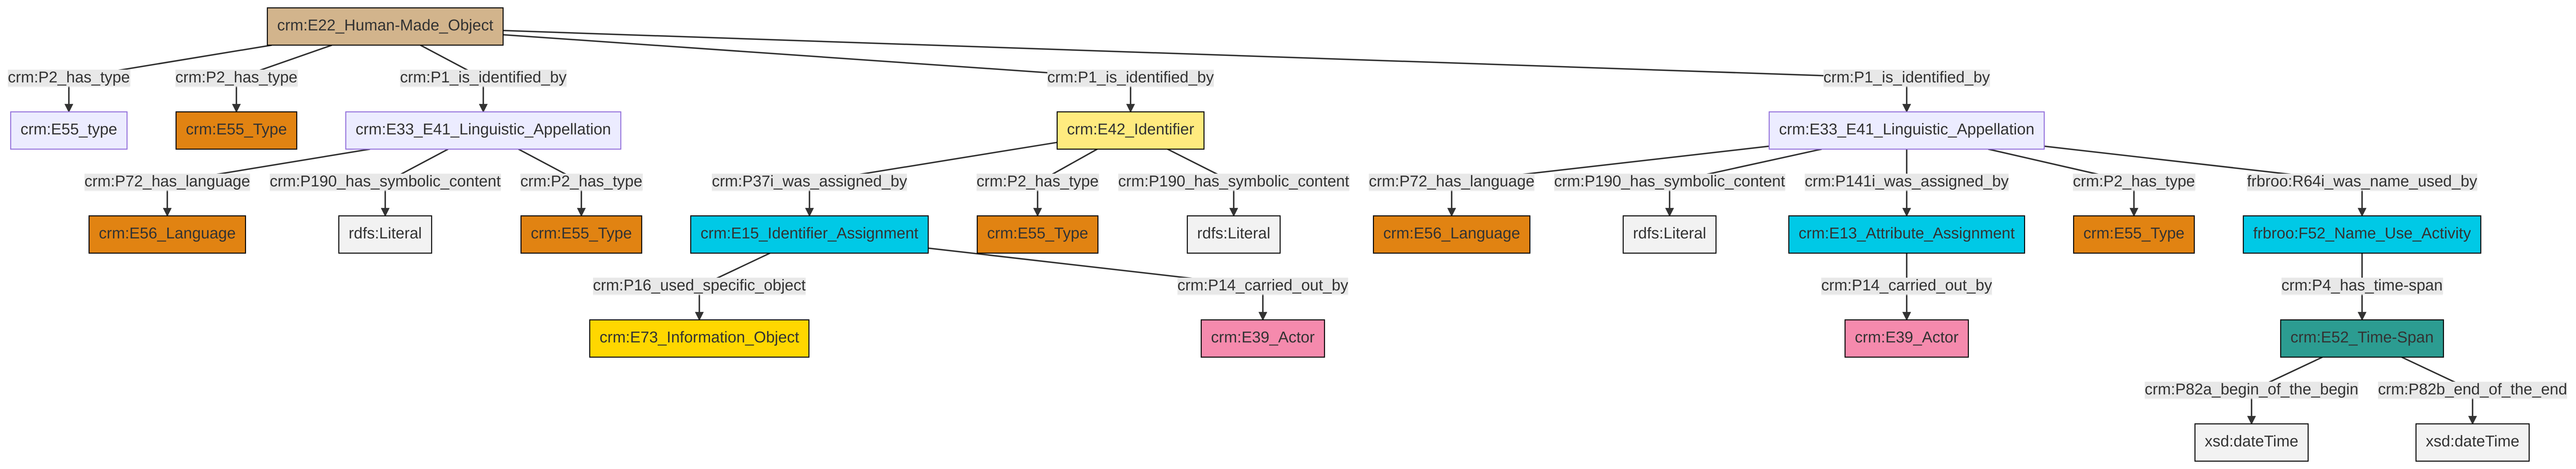 crm:E22_Human-Made_Object
crm:P2_has_type
crm:P2_has_type
crm:P1_is_identified_by
crm:P1_is_identified_by
crm:P1_is_identified_by
crm:E55_type
crm:E55_Type
crm:E33_E41_Linguistic_Appellation
crm:E42_Identifier
crm:E33_E41_Linguistic_Appellation
crm:P72_has_language
crm:P190_has_symbolic_content
crm:P2_has_type
crm:P37i_was_assigned_by
crm:P2_has_type
crm:P190_has_symbolic_content
crm:P72_has_language
crm:P190_has_symbolic_content
crm:P141i_was_assigned_by
crm:P2_has_type
frbroo:R64i_was_name_used_by
crm:E56_Language
rdfs:Literal
crm:E55_Type
crm:E15_Identifier_Assignment
crm:E55_Type
rdfs:Literal
crm:E56_Language
rdfs:Literal
crm:E13_Attribute_Assignment
crm:E55_Type
frbroo:F52_Name_Use_Activity
crm:P16_used_specific_object
crm:P14_carried_out_by
crm:P14_carried_out_by
crm:P4_has_time-span
crm:E73_Information_Object
crm:E39_Actor
crm:E39_Actor
crm:E52_Time-Span
crm:P82a_begin_of_the_begin
crm:P82b_end_of_the_end
xsd:dateTime
xsd:dateTime